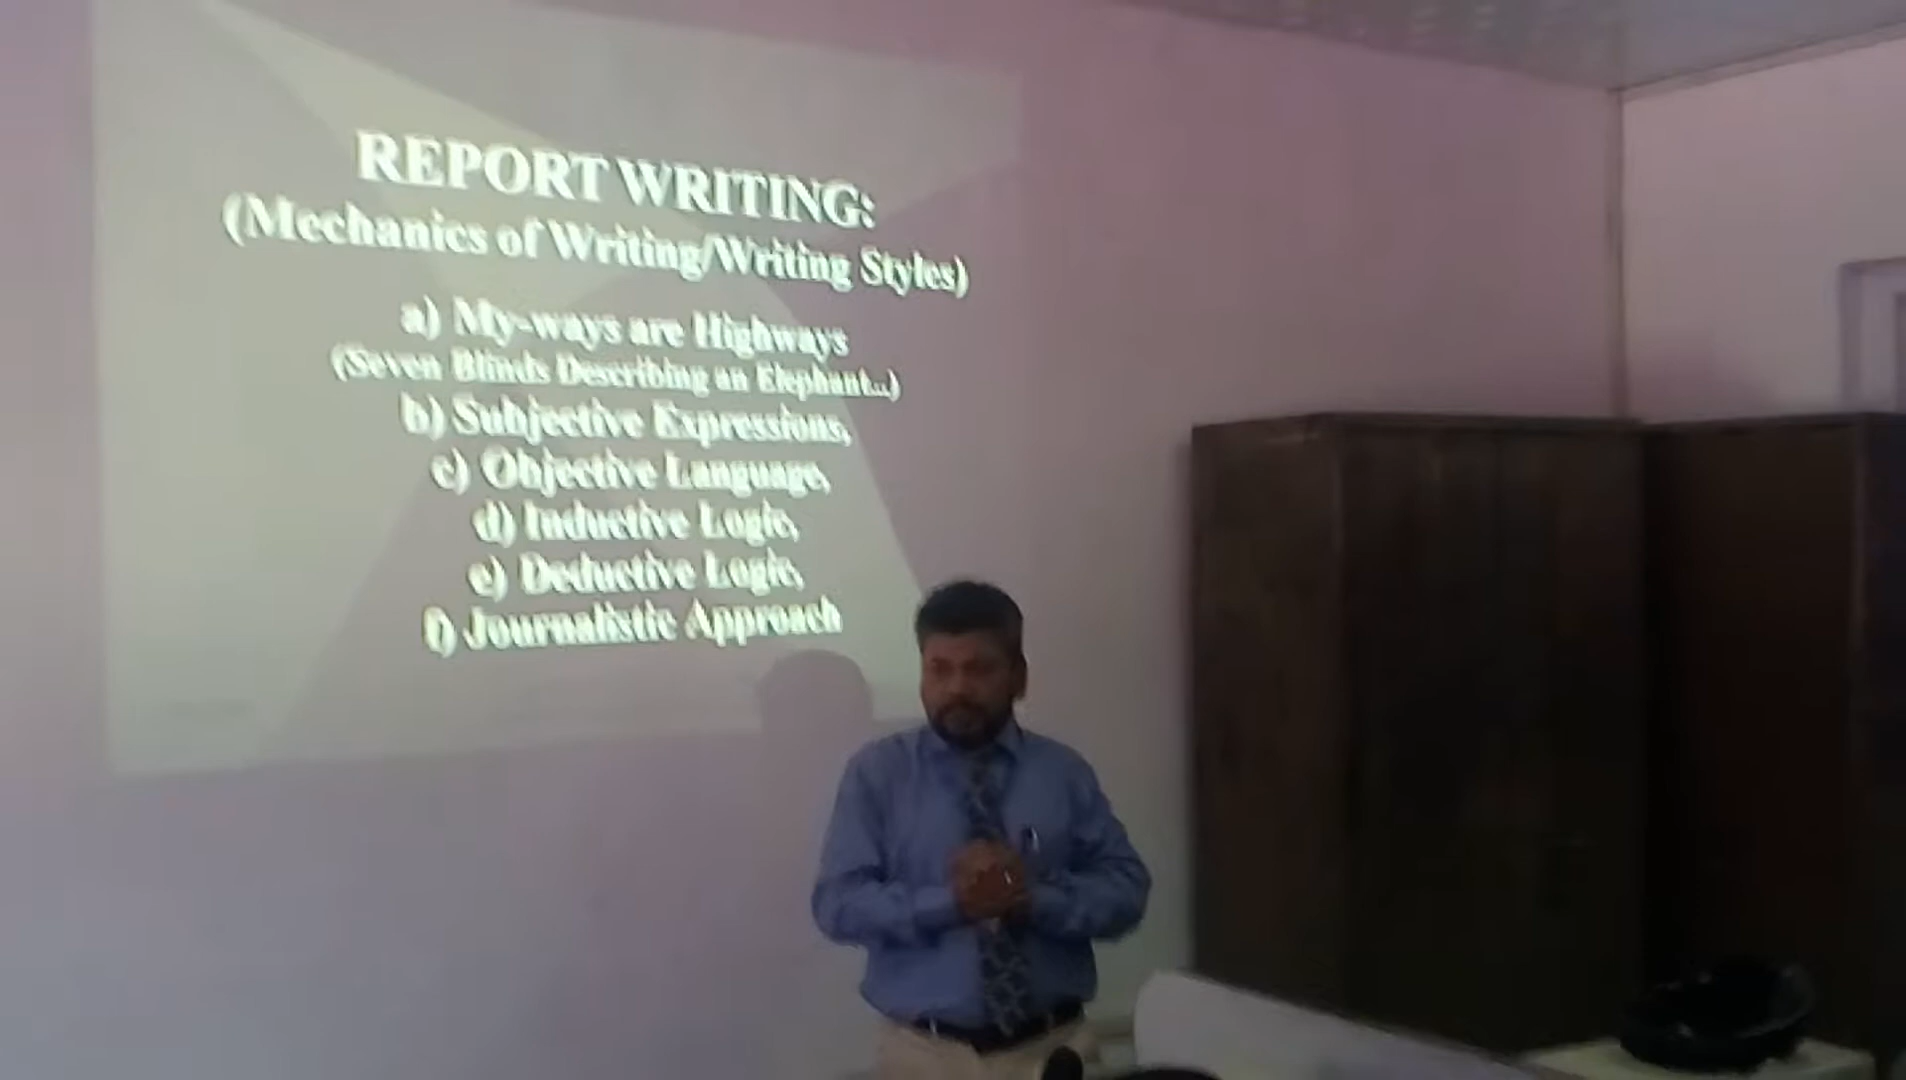 REPORT WRITING:
(Mechanics of Writing/Writing Styles)
a) My-ways are Highways
(Seven Blinds Describing an Elephant...)
b) Subjective Expressions,
c) Objective Language,
d) Inductive Logic,
e) Deductive Logic,
f) Journalistic Approach